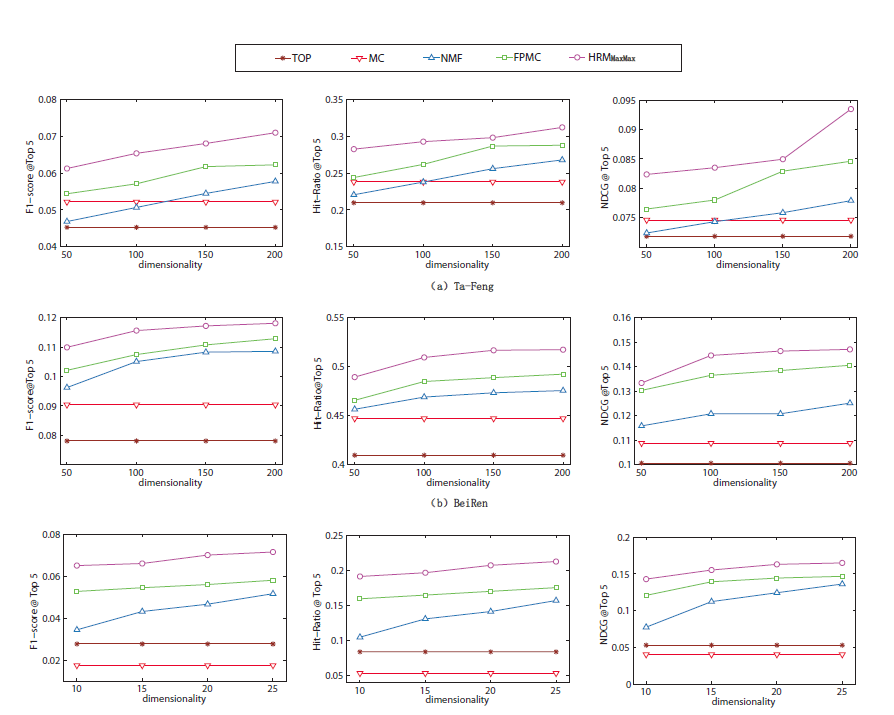 TOP MC NMF FPMC HRMMaxMax
F1−score @Top 5
0.08
0.07
0.06
0.05
0.04
50 100 150 200
dimensionality
Hit−Ratio @Top 5
0.35
0.3
0.25
0.2
0.15
50 100 150 200
dimensionality
NDCG @ Top 5
0.095
0.09
0.085
0.08
0.075
50 100 150 200
dimensionality
(a) Ta-Feng
F1−score@Top 5
0.12
0.11
0.1
0.09
0.08
50 100 150 200
dimensionality
Hit−Ratio@Top 5
0.55
0.5
0.45
0.4
50 100 150 200
dimensionality
NDCG @Top 5
0.16
0.15
0.14
0.13
0.12
0.11
0.1
50 100 150 200
dimensionality
(b) BeiRen
F1−score @ Top 5
0.08
0.06
0.04
0.02
10 15 20 25
dimensionality
Hit−Ratio @ Top 5
0.25
0.2
0.15
0.1
0.05
10 15 20 25
dimensionality
NDCG @Top 5
0.2
0.15
0.1
0.05
0
10 15 20 25
dimensionality